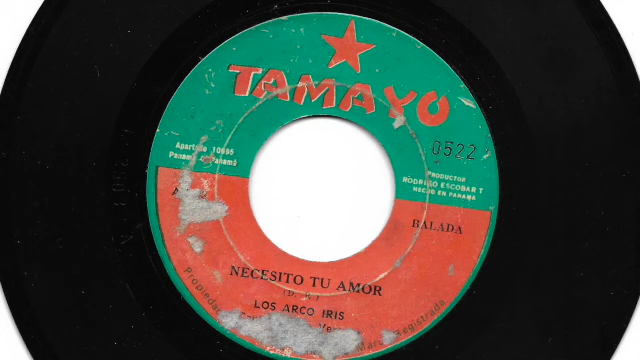 TAMAYO
0522
Apartado 10695
Panamá 4, Panamá
PRODUCTOR
RODRIGO ESCOBAR T
HECHO EN PANAMA
BALADA
NECESITO TU AMOR
(D. R.)
LOS ARCO IRIS
Propiedad
Marca Registrada